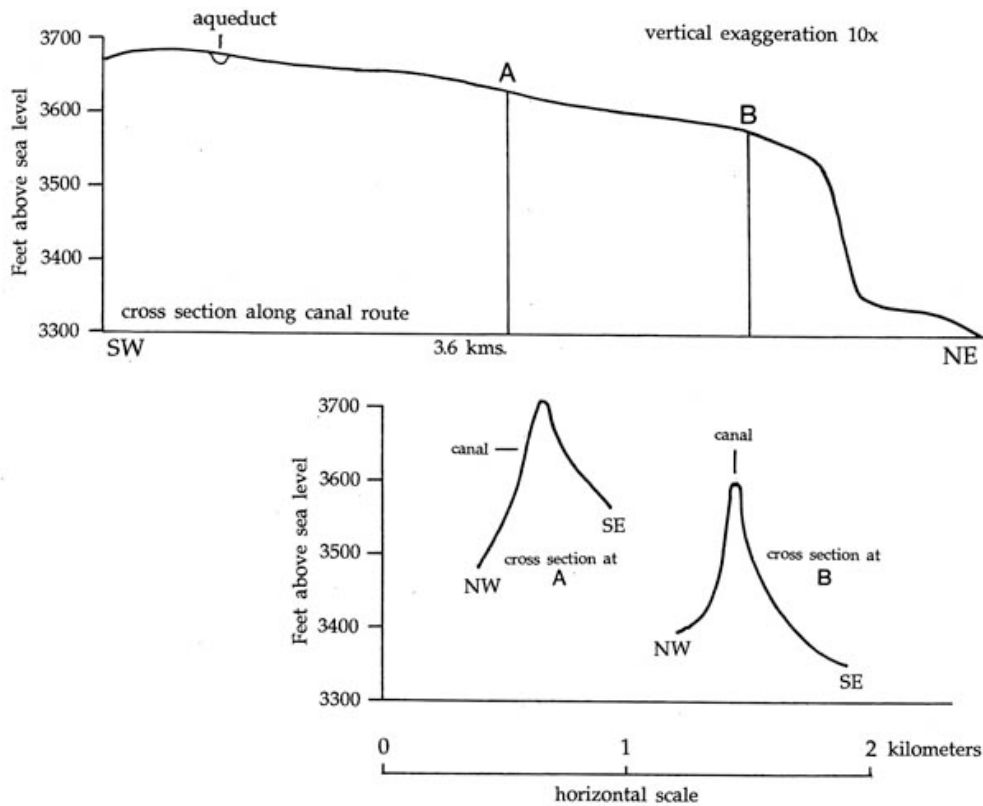 aqueduct
vertical exaggeration 10x
Feet above sea level
3700
3600
3500
3400
3300
A
B
cross section along canal route
SW
3.6 kms.
NE
Feet above sea level
3700
3600
3500
3400
3300
canal
SE
NW
cross section at
A
canal
NW
SE
cross section at
B
0 1 2 kilometers
horizontal scale